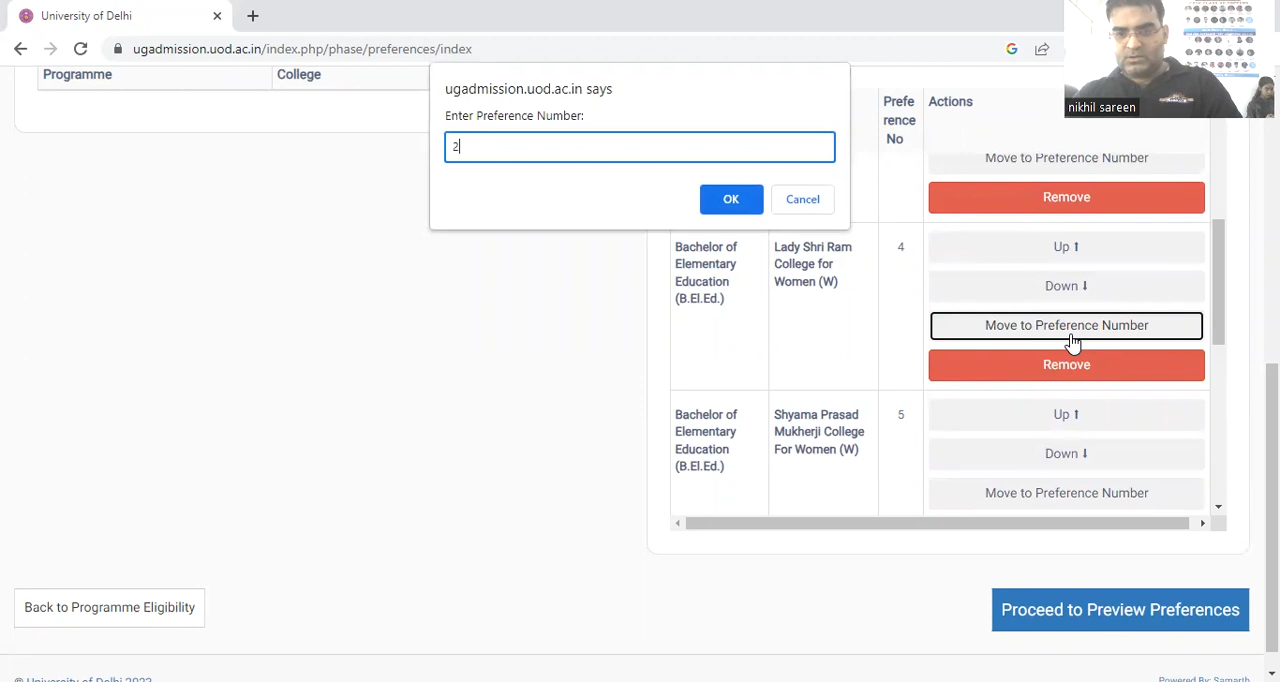 University of Delhi
ugadmission.uod.ac.in/index.php/phase/preferences/index
nikhil sareen
Programme
College
ugadmission.uod.ac.in says
Enter Preference Number:
2
OK
Cancel
Prefe
rence
No
Actions
Move to Preference Number
Remove
Bachelor of
Elementary
Education
(B.El.Ed.)
Lady Shri Ram
College for
Women (W)
4
Up ⬆
Down ⬇
Move to Preference Number
Remove
Bachelor of
Elementary
Education
(B.El.Ed.)
Shyama Prasad
Mukherji College
For Women (W)
5
Up ⬆
Down ⬇
Move to Preference Number
Back to Programme Eligibility
Proceed to Preview Preferences
© University of Delhi 2023
Powered By: Samarth